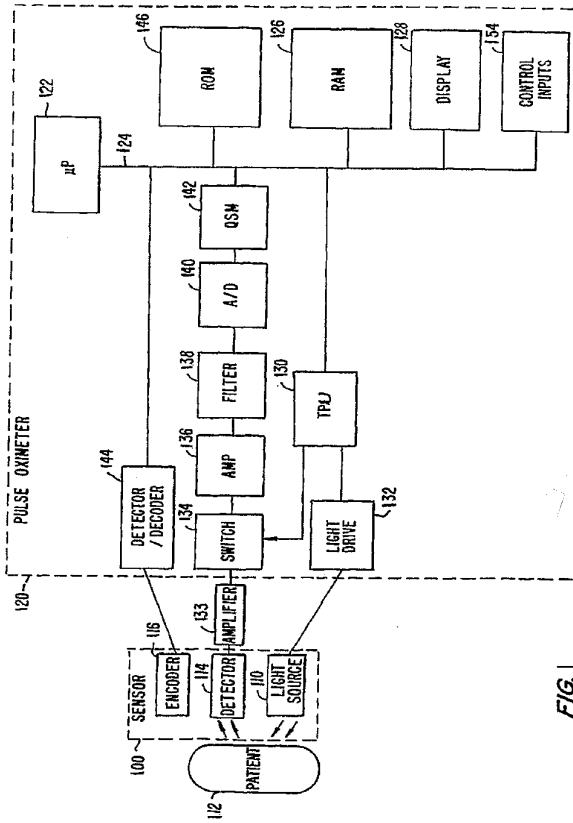 PULSE OXIMETER
120
122
µP
124
146
ROM
126
RAM
128
DISPLAY
154
CONTROL
INPUTS
144
DETECTOR
/DECODER
134
SWITCH
136
AMP
138
FILTER
140
A/D
142
QSM
130
132
LIGHT
DRIVE
133
AMPLIFIER
SENSOR
100
116
ENCODER
114
DETECTOR
110
LIGHT
SOURCE
PATIENT
112
FIG. 1